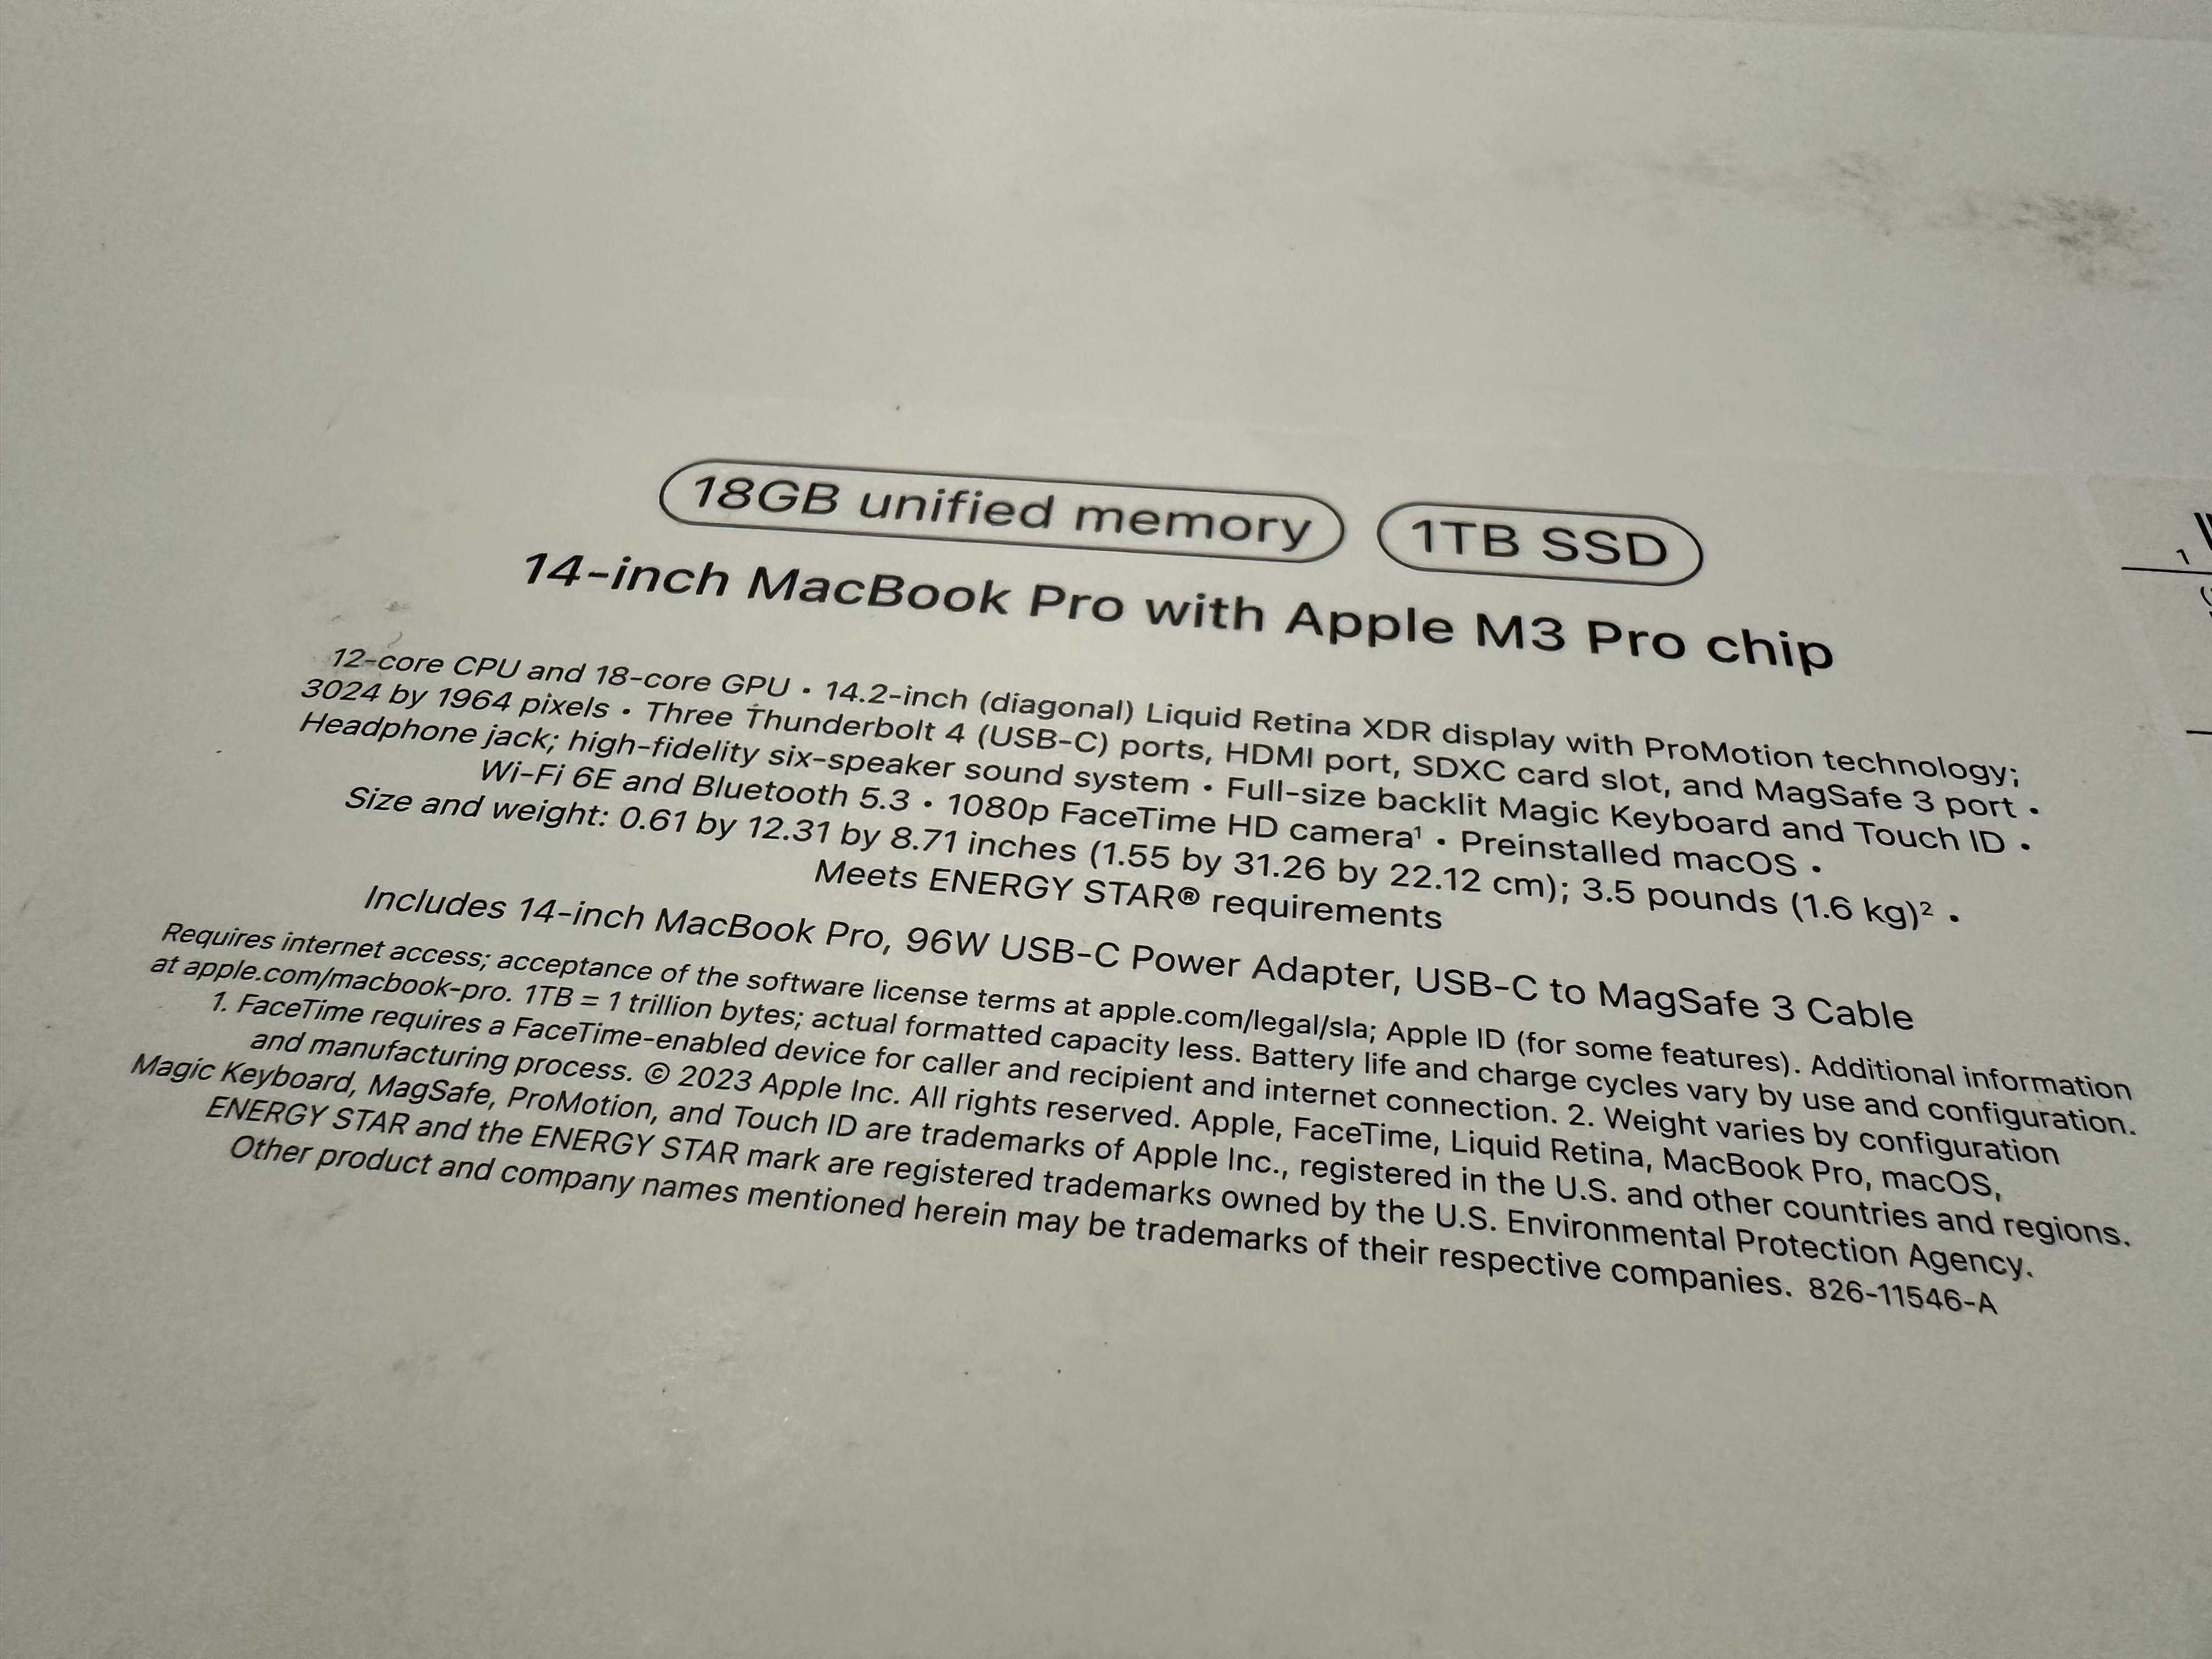 18GB unified memory 1TB SSD
14-inch MacBook Pro with Apple M3 Pro chip
12-core CPU and 18-core GPU • 14.2-inch (diagonal) Liquid Retina XDR display with ProMotion technology;
3024 by 1964 pixels • Three Thunderbolt 4 (USB-C) ports, HDMI port, SDXC card slot, and MagSafe 3 port •
Headphone jack; high-fidelity six-speaker sound system • Full-size backlit Magic Keyboard and Touch ID •
Wi-Fi 6E and Bluetooth 5.3 • 1080p FaceTime HD camera¹ • Preinstalled macOS •
Size and weight: 0.61 by 12.31 by 8.71 inches (1.55 by 31.26 by 22.12 cm); 3.5 pounds (1.6 kg)² •
Meets ENERGY STAR® requirements
Includes 14-inch MacBook Pro, 96W USB-C Power Adapter, USB-C to MagSafe 3 Cable
Requires internet access; acceptance of the software license terms at apple.com/legal/sla; Apple ID (for some features). Additional information
at apple.com/macbook-pro. 1TB = 1 trillion bytes; actual formatted capacity less. Battery life and charge cycles vary by use and configuration.
1. FaceTime requires a FaceTime-enabled device for caller and recipient and internet connection. 2. Weight varies by configuration
and manufacturing process. © 2023 Apple Inc. All rights reserved. Apple, FaceTime, Liquid Retina, MacBook Pro, macOS,
Magic Keyboard, MagSafe, ProMotion, and Touch ID are trademarks of Apple Inc., registered in the U.S. and other countries and regions.
ENERGY STAR and the ENERGY STAR mark are registered trademarks owned by the U.S. Environmental Protection Agency.
Other product and company names mentioned herein may be trademarks of their respective companies. 826-11546-A